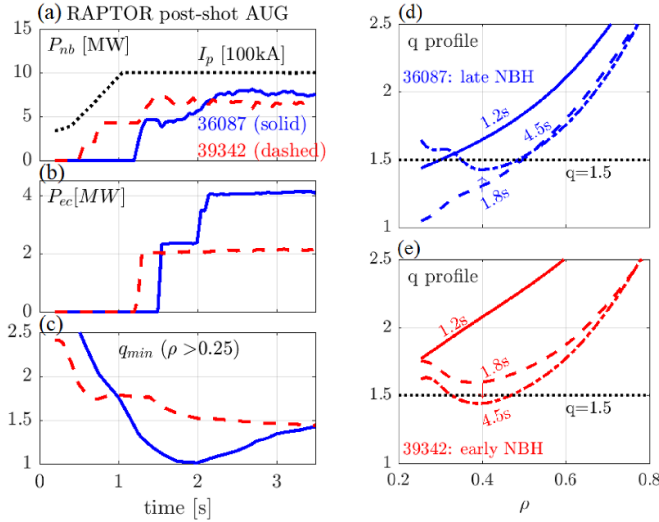 (a) RAPTOR post-shot AUG
15
10
5
0
P_nb [MW]
I_p [100kA]
36087 (solid)
39342 (dashed)
(b)
4
2
0
P_ec[MW]
(c)
2.5
2
1.5
1
q_min (ρ >0.25)
0
1
2
3
time [s]
(d)
2.5
2
1.5
1
q profile
36087: late NBH
1.2s
4.5s
1.8s
q=1.5
(e)
2.5
2
1.5
1
q profile
1.2s
1.8s
4.5s
q=1.5
39342: early NBH
0.2
0.4
0.6
0.8
ρ